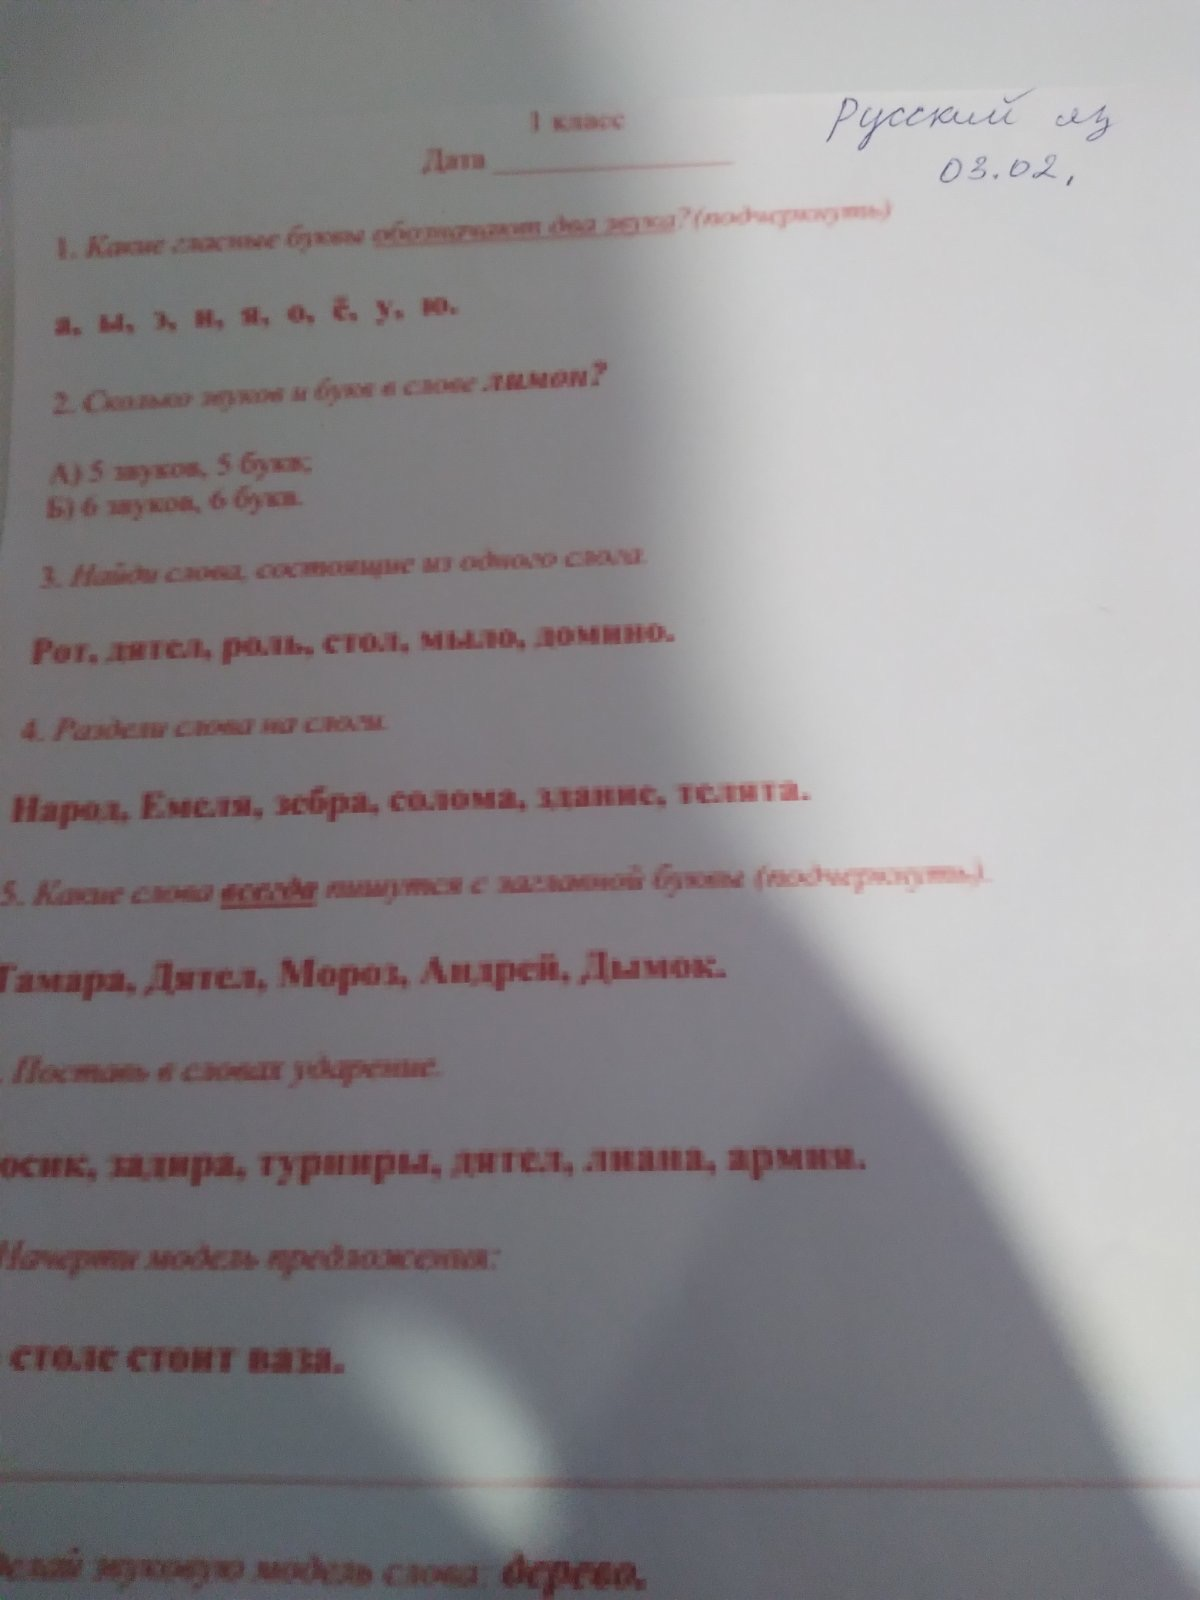 1 класс
Русский яз
Дата
03.02.
1. Какие гласные буквы обозначают два звука? (подчеркнуть)
а, ы, э, и, я, о, ё, у, ю.
2. Сколько звуков и букв в слове лимон?
А) 5 звуков, 5 букв;
Б) 6 звуков, 6 букв.
3. Найди слова, состоящие из одного слога.
Рот, дятел, роль, стол, мыло, домино.
4. Раздели слова на слоги.
Народ, Емеля, зебра, солома, здание, телята.
5. Какие слова всегда пишутся с заглавной буквы (подчеркнуть).
Тамара, Дятел, Мороз, Андрей, Дымок.
. Поставь в словах ударение.
осик, задира, турниры, дятел, лиана, армия.
Начерти модель предложения:
столе стоит ваза.
делай звуковую модель слова: дерево.